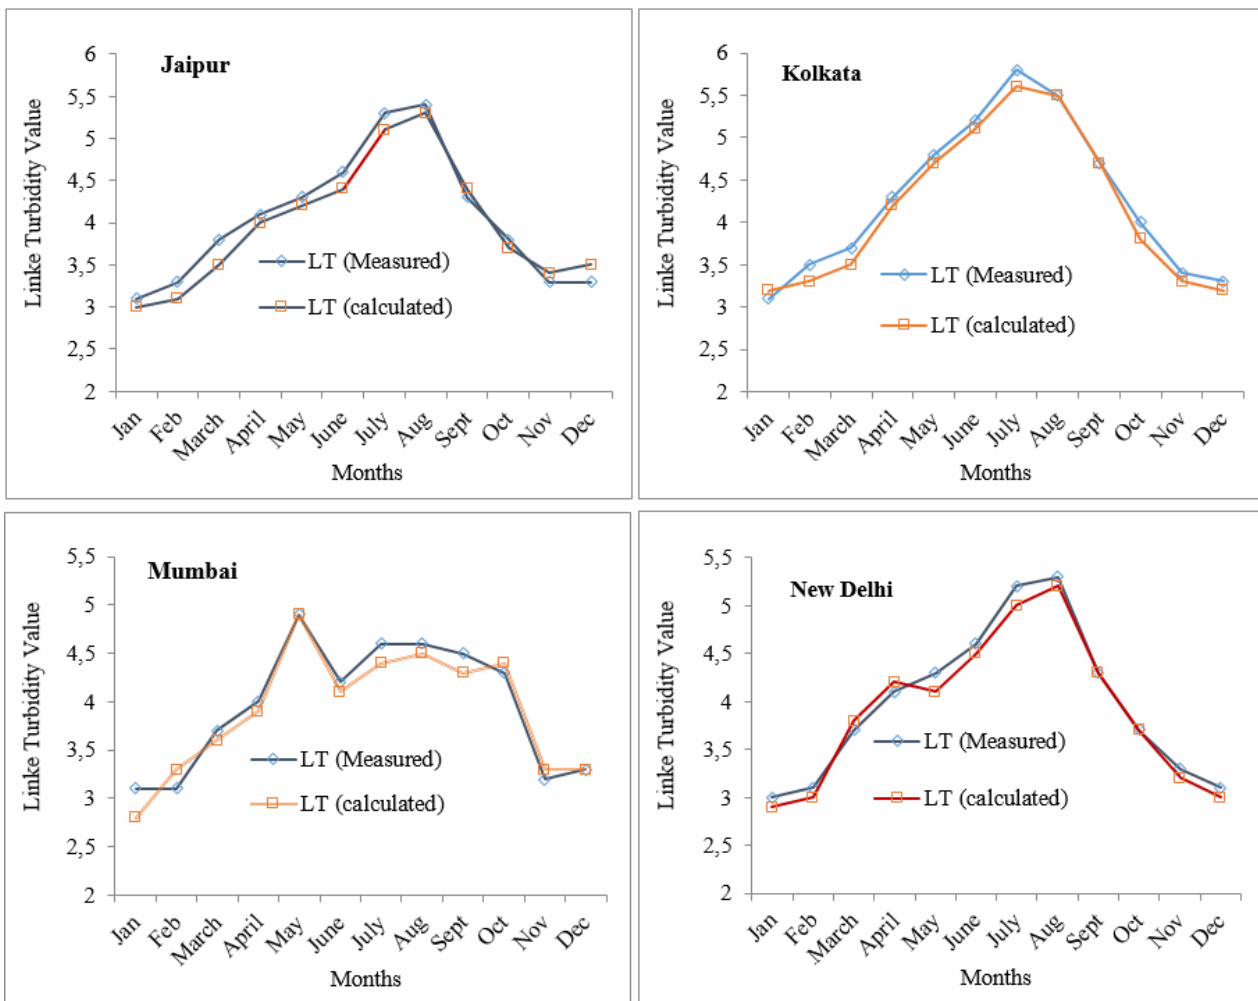 Jaipur
Linke Turbidity Value
6
5,5
5
4,5
4
3,5
3
2,5
2
LT (Measured)
LT (calculated)
Jan
Feb
March
April
May
June
July
Aug
Sept
Oct
Nov
Dec
Months
Kolkata
Linke Turbidity Value
6
5,5
5
4,5
4
3,5
3
2,5
2
LT (Measured)
LT (calculated)
Jan
Feb
March
April
May
June
July
Aug
Sept
Oct
Nov
Dec
Months
Mumbai
Linke Turbidity Value
5,5
5
4,5
4
3,5
3
2,5
2
LT (Measured)
LT (calculated)
Jan
Feb
March
April
May
June
July
Aug
Sept
Oct
Nov
Dec
Months
New Delhi
Linke Turbidity Value
5,5
5
4,5
4
3,5
3
2,5
2
LT (Measured)
LT (calculated)
Jan
Feb
March
April
May
June
July
Aug
Sept
Oct
Nov
Dec
Months